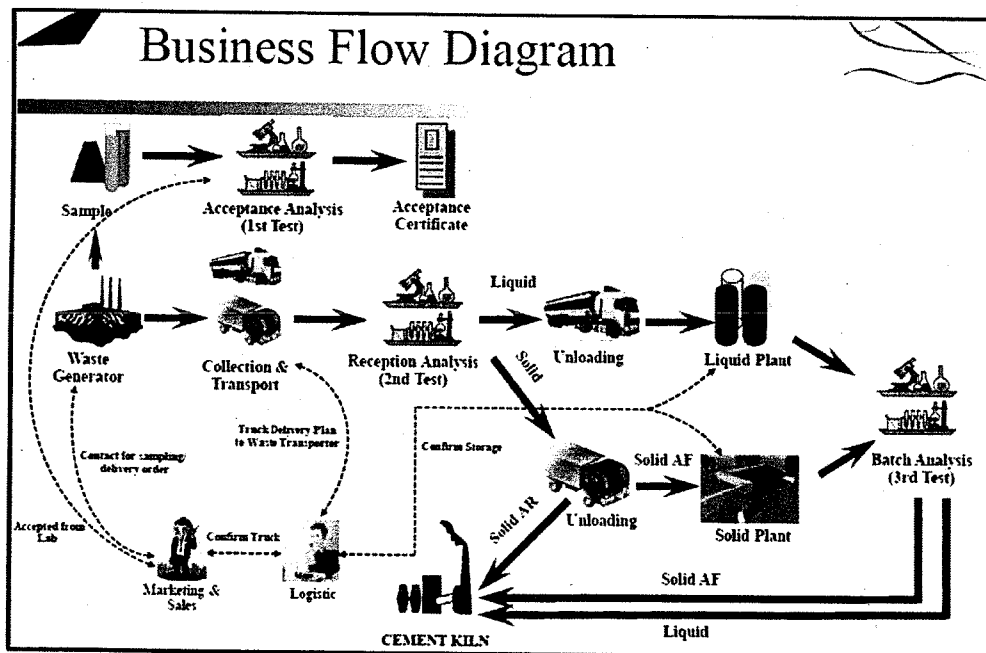 Business Flow Diagram
Sample
Acceptance Analysis
(1st Test)
Acceptance
Certificate
Waste
Generator
Collection &
Transport
Reception Analysis
(2nd Test)
Liquid
Solid
Unloading
Liquid Plant
Batch Analysis
(3rd Test)
Truck Delivery Plan
to Waste Transporter
Confirm Storage
Unloading
Solid AF
Solid Plant
Solid AR
Contact for sampling/
delivery order
Accepted from
Lab
Marketing &
Sales
Confirm Truck
Logistic
CEMENT KILN
Solid AF
Liquid